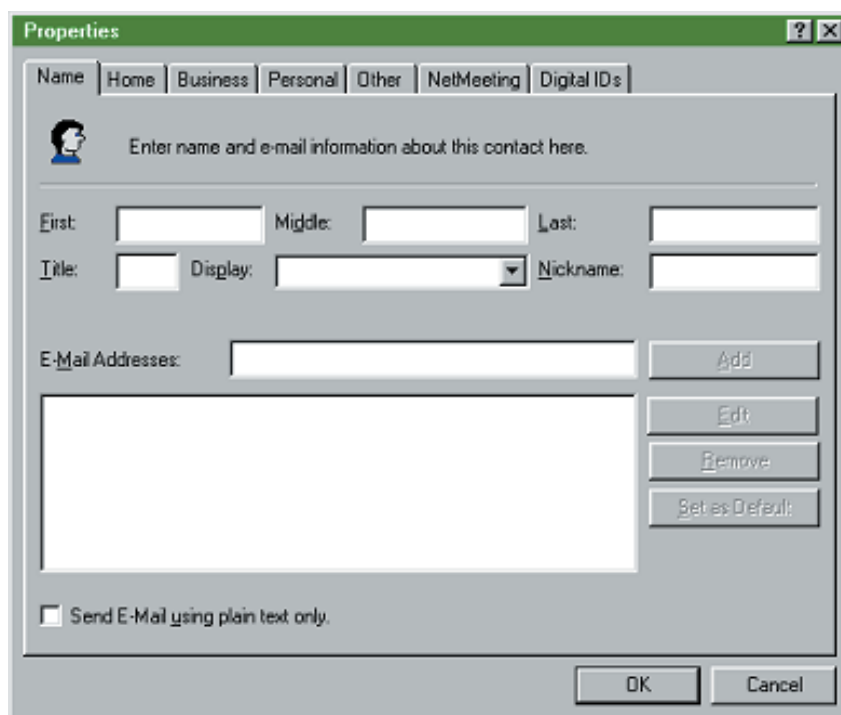 Properties
Name Home Business Personal Other NetMeeting Digital IDs
Enter name and e-mail information about this contact here.
First: Middle: Last:
Title: Display: Nickname:
E-Mail Addresses: Add
Edit
Remove
Set as Default
Send E-Mail using plain text only.
OK Cancel